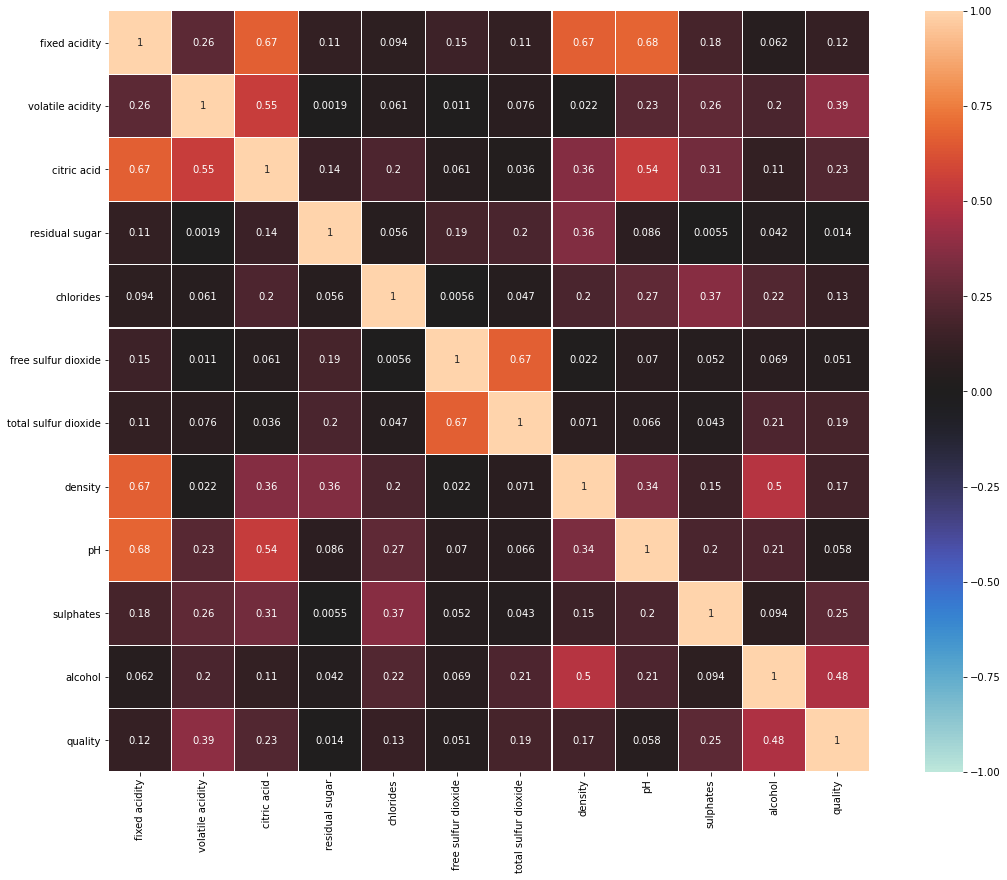 fixed acidity 1 0.26 0.67 0.11 0.094 0.15 0.11 0.67 0.68 0.18 0.062 0.12
volatile acidity 0.26 1 0.55 0.0019 0.061 0.011 0.076 0.022 0.23 0.26 0.2 0.39
citric acid 0.67 0.55 1 0.14 0.2 0.061 0.036 0.36 0.54 0.31 0.11 0.23
residual sugar 0.11 0.0019 0.14 1 0.056 0.19 0.2 0.36 0.086 0.0055 0.042 0.014
chlorides 0.094 0.061 0.2 0.056 1 0.0056 0.047 0.2 0.27 0.37 0.22 0.13
free sulfur dioxide 0.15 0.011 0.061 0.19 0.0056 1 0.67 0.022 0.07 0.052 0.069 0.051
total sulfur dioxide 0.11 0.076 0.036 0.2 0.047 0.67 1 0.071 0.066 0.043 0.21 0.19
density 0.67 0.022 0.36 0.36 0.2 0.022 0.071 1 0.34 0.15 0.5 0.17
pH 0.68 0.23 0.54 0.086 0.27 0.07 0.066 0.34 1 0.2 0.21 0.058
sulphates 0.18 0.26 0.31 0.0055 0.37 0.052 0.043 0.15 0.2 1 0.094 0.25
alcohol 0.062 0.2 0.11 0.042 0.22 0.069 0.21 0.5 0.21 0.094 1 0.48
quality 0.12 0.39 0.23 0.014 0.13 0.051 0.19 0.17 0.058 0.25 0.48 1
fixed acidity
volatile acidity
citric acid
residual sugar
chlorides
free sulfur dioxide
total sulfur dioxide
density
pH
sulphates
alcohol
quality
1.00
0.75
0.50
0.25
0.00
−0.25
−0.50
−0.75
−1.00